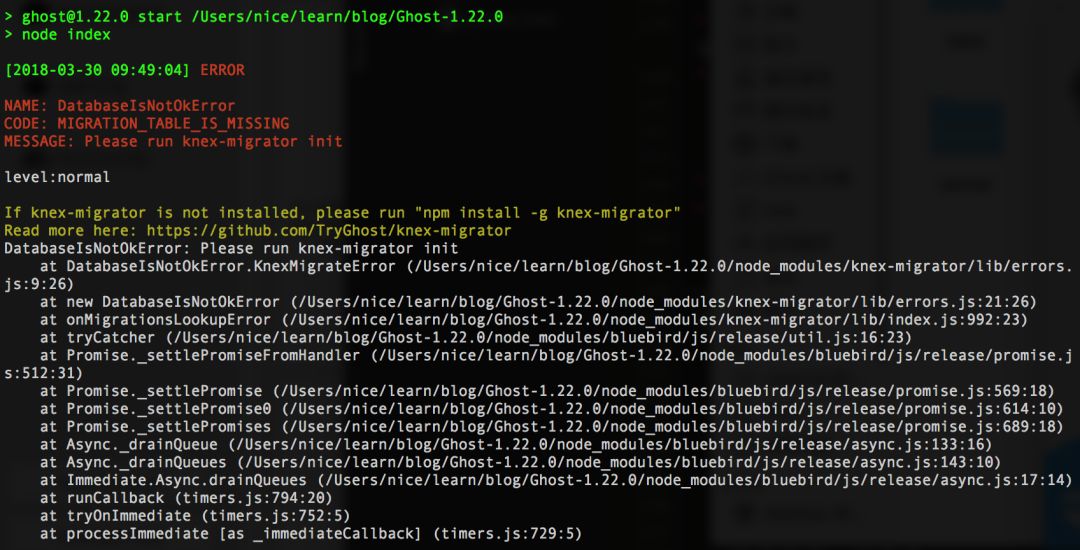 > ghost@1.22.0 start /Users/nice/learn/blog/Ghost-1.22.0
> node index
[2018-03-30 09:49:04] ERROR
NAME: DatabaseIsNotOkError
CODE: MIGRATION_TABLE_IS_MISSING
MESSAGE: Please run knex-migrator init
level:normal
If knex-migrator is not installed, please run "npm install -g knex-migrator"
Read more here: https://github.com/TryGhost/knex-migrator
DatabaseIsNotOkError: Please run knex-migrator init
    at DatabaseIsNotOkError.KnexMigrateError (/Users/nice/learn/blog/Ghost-1.22.0/node_modules/knex-migrator/lib/errors.
js:9:26)
    at new DatabaseIsNotOkError (/Users/nice/learn/blog/Ghost-1.22.0/node_modules/knex-migrator/lib/errors.js:21:26)
    at onMigrationsLookupError (/Users/nice/learn/blog/Ghost-1.22.0/node_modules/knex-migrator/lib/index.js:992:23)
    at tryCatcher (/Users/nice/learn/blog/Ghost-1.22.0/node_modules/bluebird/js/release/util.js:16:23)
    at Promise._settlePromiseFromHandler (/Users/nice/learn/blog/Ghost-1.22.0/node_modules/bluebird/js/release/promise.j
s:512:31)
    at Promise._settlePromise (/Users/nice/learn/blog/Ghost-1.22.0/node_modules/bluebird/js/release/promise.js:569:18)
    at Promise._settlePromise0 (/Users/nice/learn/blog/Ghost-1.22.0/node_modules/bluebird/js/release/promise.js:614:10)
    at Promise._settlePromises (/Users/nice/learn/blog/Ghost-1.22.0/node_modules/bluebird/js/release/promise.js:689:18)
    at Async._drainQueue (/Users/nice/learn/blog/Ghost-1.22.0/node_modules/bluebird/js/release/async.js:133:16)
    at Async._drainQueues (/Users/nice/learn/blog/Ghost-1.22.0/node_modules/bluebird/js/release/async.js:143:10)
    at Immediate.Async.drainQueues (/Users/nice/learn/blog/Ghost-1.22.0/node_modules/bluebird/js/release/async.js:17:14)
    at runCallback (timers.js:794:20)
    at tryOnImmediate (timers.js:752:5)
    at processImmediate [as _immediateCallback] (timers.js:729:5)